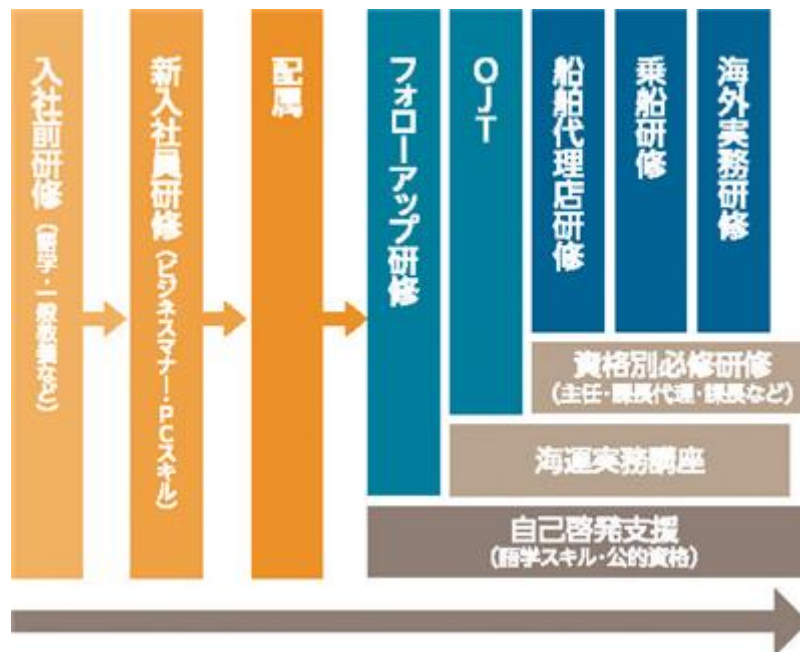 入社前研修
(語学・一般教養など)
新入社員研修
(ビジネスマナー・PCスキル)
配属
フォローアップ研修
OJT
船舶代理店研修
乗船研修
海外実務研修
資格別必修研修
(主任・課長代理・課長など)
海運実務講座
自己啓発支援
(語学スキル・公的資格)